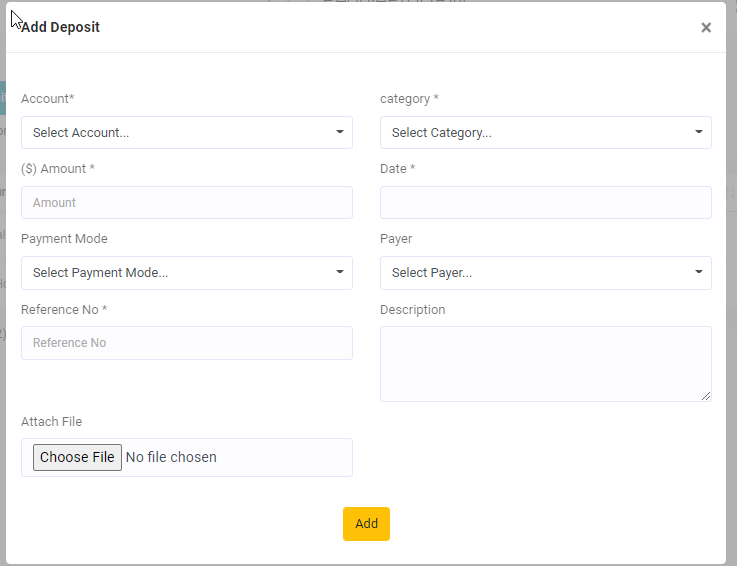 Add Deposit ×
Account* category *
Select Account... Select Category...
($) Amount * Date *
Amount
Payment Mode Payer
Select Payment Mode... Select Payer...
Reference No * Description
Reference No
Attach File
Choose File No file chosen
Add